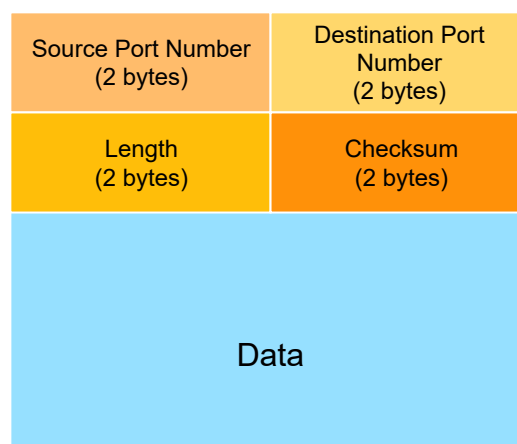 Source Port Number
(2 bytes)
Destination Port
Number
(2 bytes)
Length
(2 bytes)
Checksum
(2 bytes)
Data